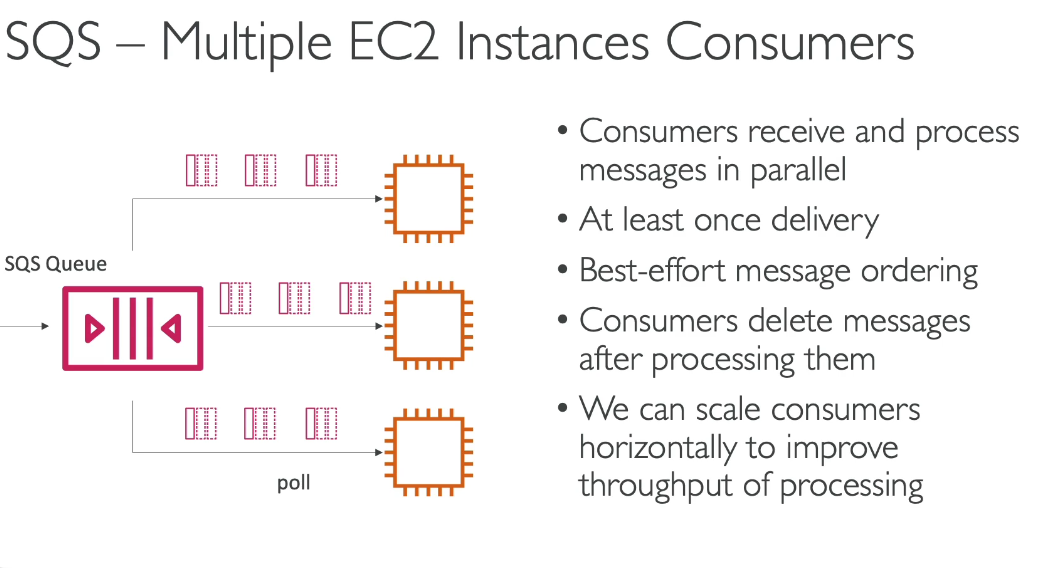 SQS – Multiple EC2 Instances Consumers
SQS Queue
poll
• Consumers receive and process
messages in parallel
• At least once delivery
• Best-effort message ordering
• Consumers delete messages
after processing them
• We can scale consumers
horizontally to improve
throughput of processing